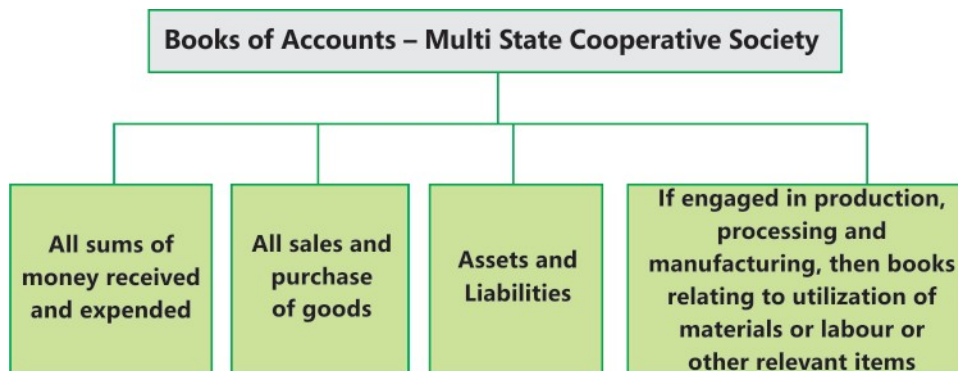 Books of Accounts – Multi State Cooperative Society
All sums of
money received
and expended
All sales and
purchase
of goods
Assets and
Liabilities
If engaged in production,
processing and
manufacturing, then books
relating to utilization of
materials or labour or
other relevant items